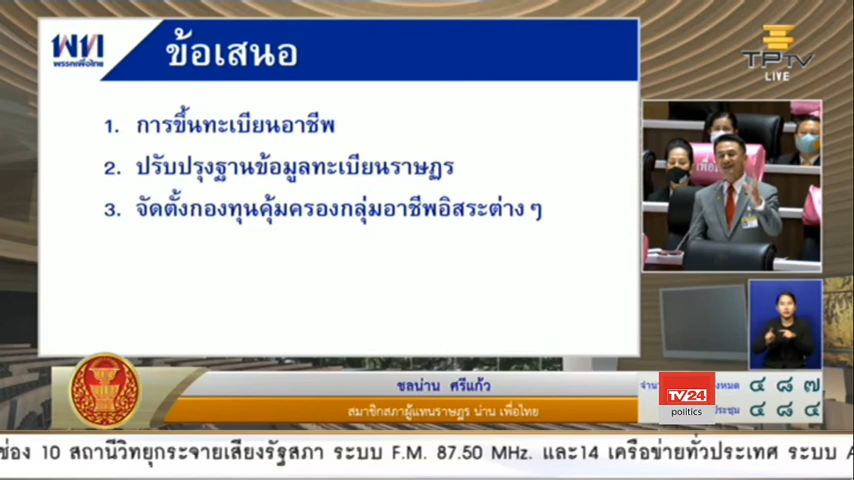 พท
พรรคเพื่อไทย
ข้อเสนอ
TPTV
LIVE
1. การขึ้นทะเบียนอาชีพ
2. ปรับปรุงฐานข้อมูลทะเบียนราษฎร
3. จัดตั้งกองทุนคุ้มครองกลุ่มอาชีพอิสระต่าง ๆ
ชลน่าน ศรีแก้ว
สมาชิกสภาผู้แทนราษฎร น่าน เพื่อไทย
๔๘๗
๔๘๔
TV24
politics
ช่อง 10 สถานีวิทยุกระจายเสียงรัฐสภา ระบบ F.M. 87.50 MHz. และ14 เครือข่ายทั่วประเทศ ระบบ A